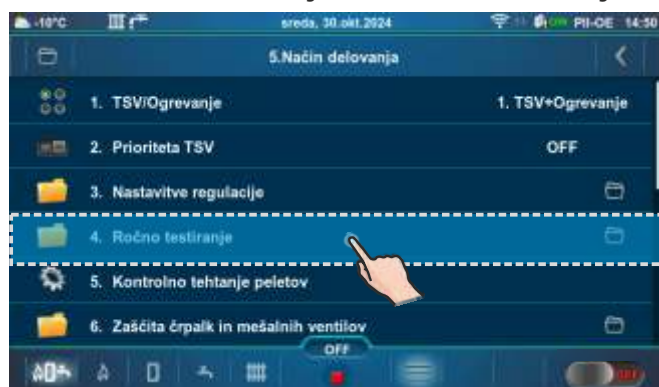 -10°C sreda, 30.okt.2024 PII-OE 14:50
5.Način delovanja
1. TSV/Ogrevanje 1. TSV+Ogrevanje
2. Prioriteta TSV OFF
3. Nastavitve regulacije
4. Ročno testiranje
5. Kontrolno tehtanje peletov
6. Zaščita črpalk in mešalnih ventilov
OFF